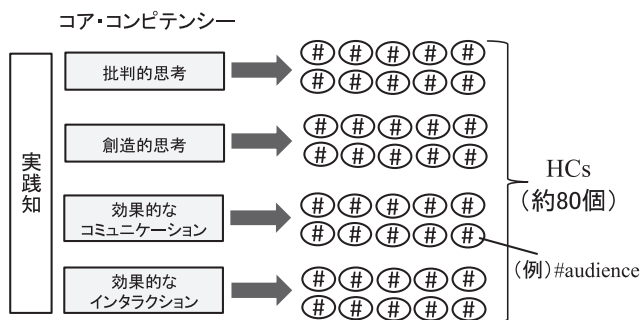 コア・コンピテンシー
実践知
批判的思考
# # # # #
# # # # #
創造的思考
# # # # #
# # # # #
効果的な
コミュニケーション
# # # # #
# # # # #
効果的な
インタラクション
# # # # #
# # # # #
HCs
(約80個)
(例)#audience